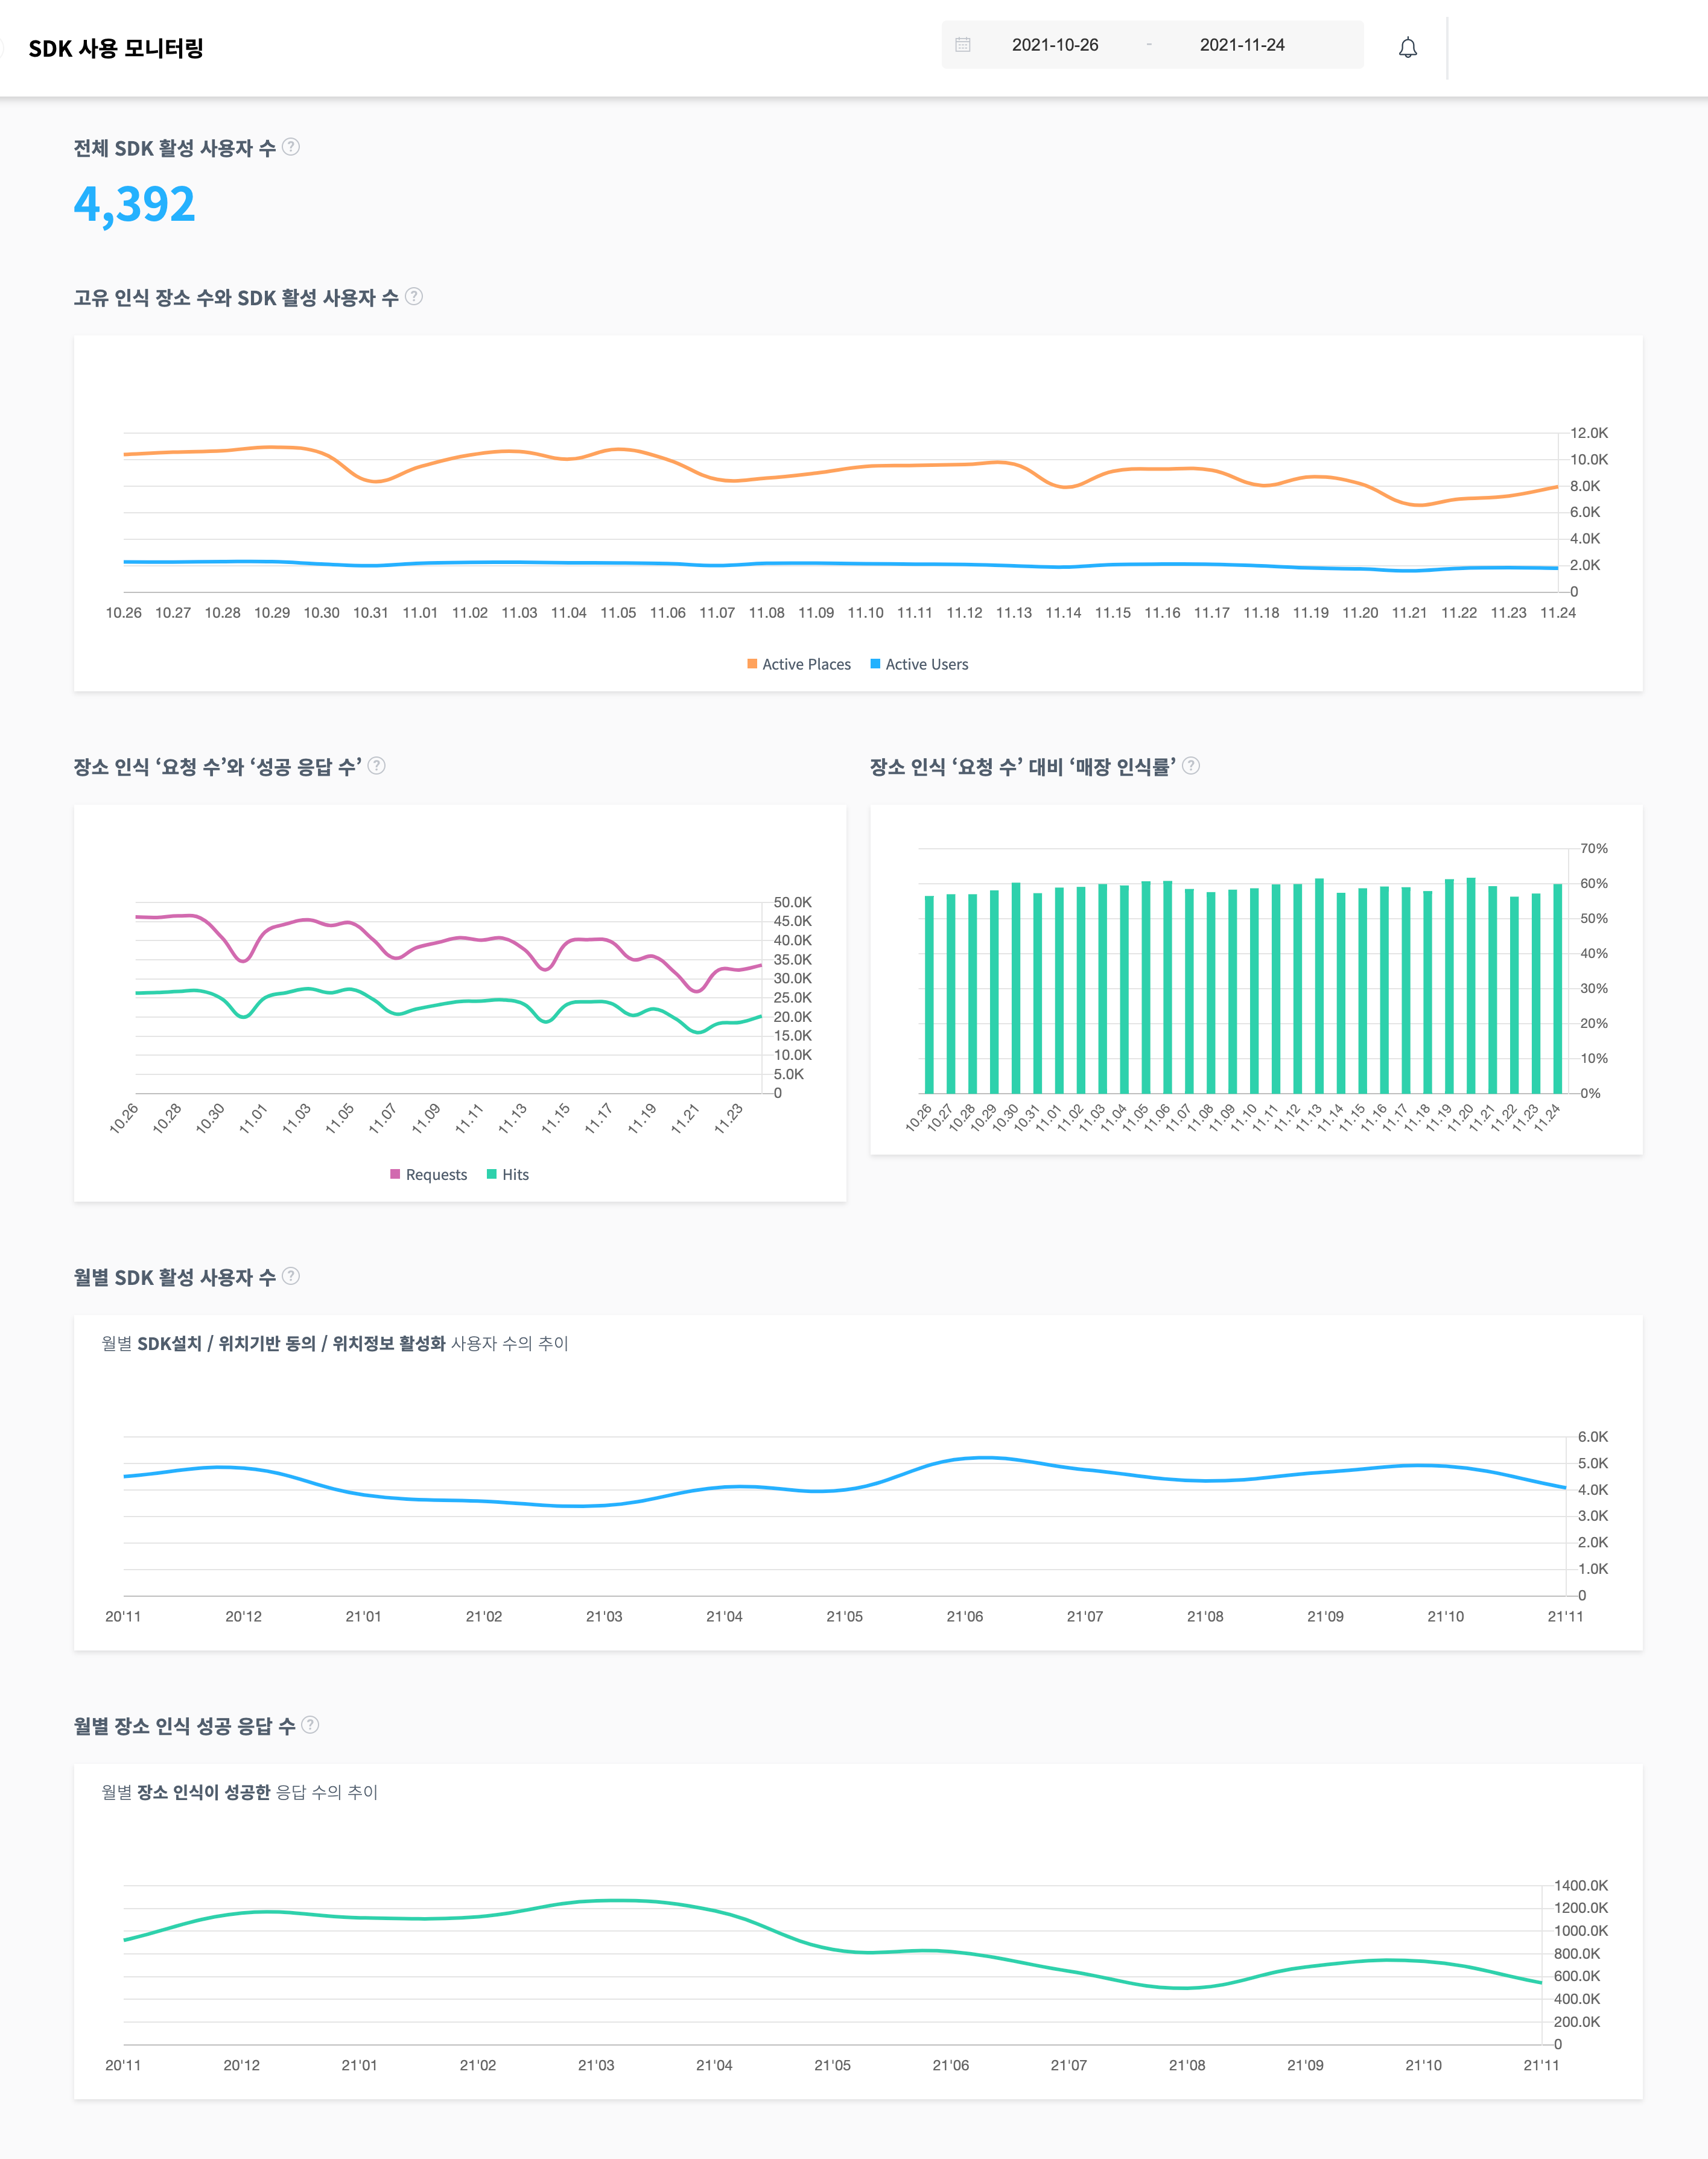 SDK 사용 모니터링
2021-10-26 - 2021-11-24
전체 SDK 활성 사용자 수 ?
4,392
고유 인식 장소 수와 SDK 활성 사용자 수 ?
12.0K
10.0K
8.0K
6.0K
4.0K
2.0K
0
10.26 10.27 10.28 10.29 10.30 10.31 11.01 11.02 11.03 11.04 11.05 11.06 11.07 11.08 11.09 11.10 11.11 11.12 11.13 11.14 11.15 11.16 11.17 11.18 11.19 11.20 11.21 11.22 11.23 11.24
Active Places Active Users
장소 인식 ‘요청 수’와 ‘성공 응답 수’ ?
50.0K
45.0K
40.0K
35.0K
30.0K
25.0K
20.0K
15.0K
10.0K
5.0K
0
10.26 10.28 10.30 11.01 11.03 11.05 11.07 11.09 11.11 11.13 11.15 11.17 11.19 11.21 11.23
Requests Hits
장소 인식 ‘요청 수’ 대비 ‘매장 인식률’ ?
70%
60%
50%
40%
30%
20%
10%
0%
10.26 10.27 10.28 10.29 10.30 10.31 11.01 11.02 11.03 11.04 11.05 11.06 11.07 11.08 11.09 11.10 11.11 11.12 11.13 11.14 11.15 11.16 11.17 11.18 11.19 11.20 11.21 11.22 11.23 11.24
월별 SDK 활성 사용자 수 ?
월별 SDK설치 / 위치기반 동의 / 위치정보 활성화 사용자 수의 추이
6.0K
5.0K
4.0K
3.0K
2.0K
1.0K
0
20'11 20'12 21'01 21'02 21'03 21'04 21'05 21'06 21'07 21'08 21'09 21'10 21'11
월별 장소 인식 성공 응답 수 ?
월별 장소 인식이 성공한 응답 수의 추이
1400.0K
1200.0K
1000.0K
800.0K
600.0K
400.0K
200.0K
0
20'11 20'12 21'01 21'02 21'03 21'04 21'05 21'06 21'07 21'08 21'09 21'10 21'11